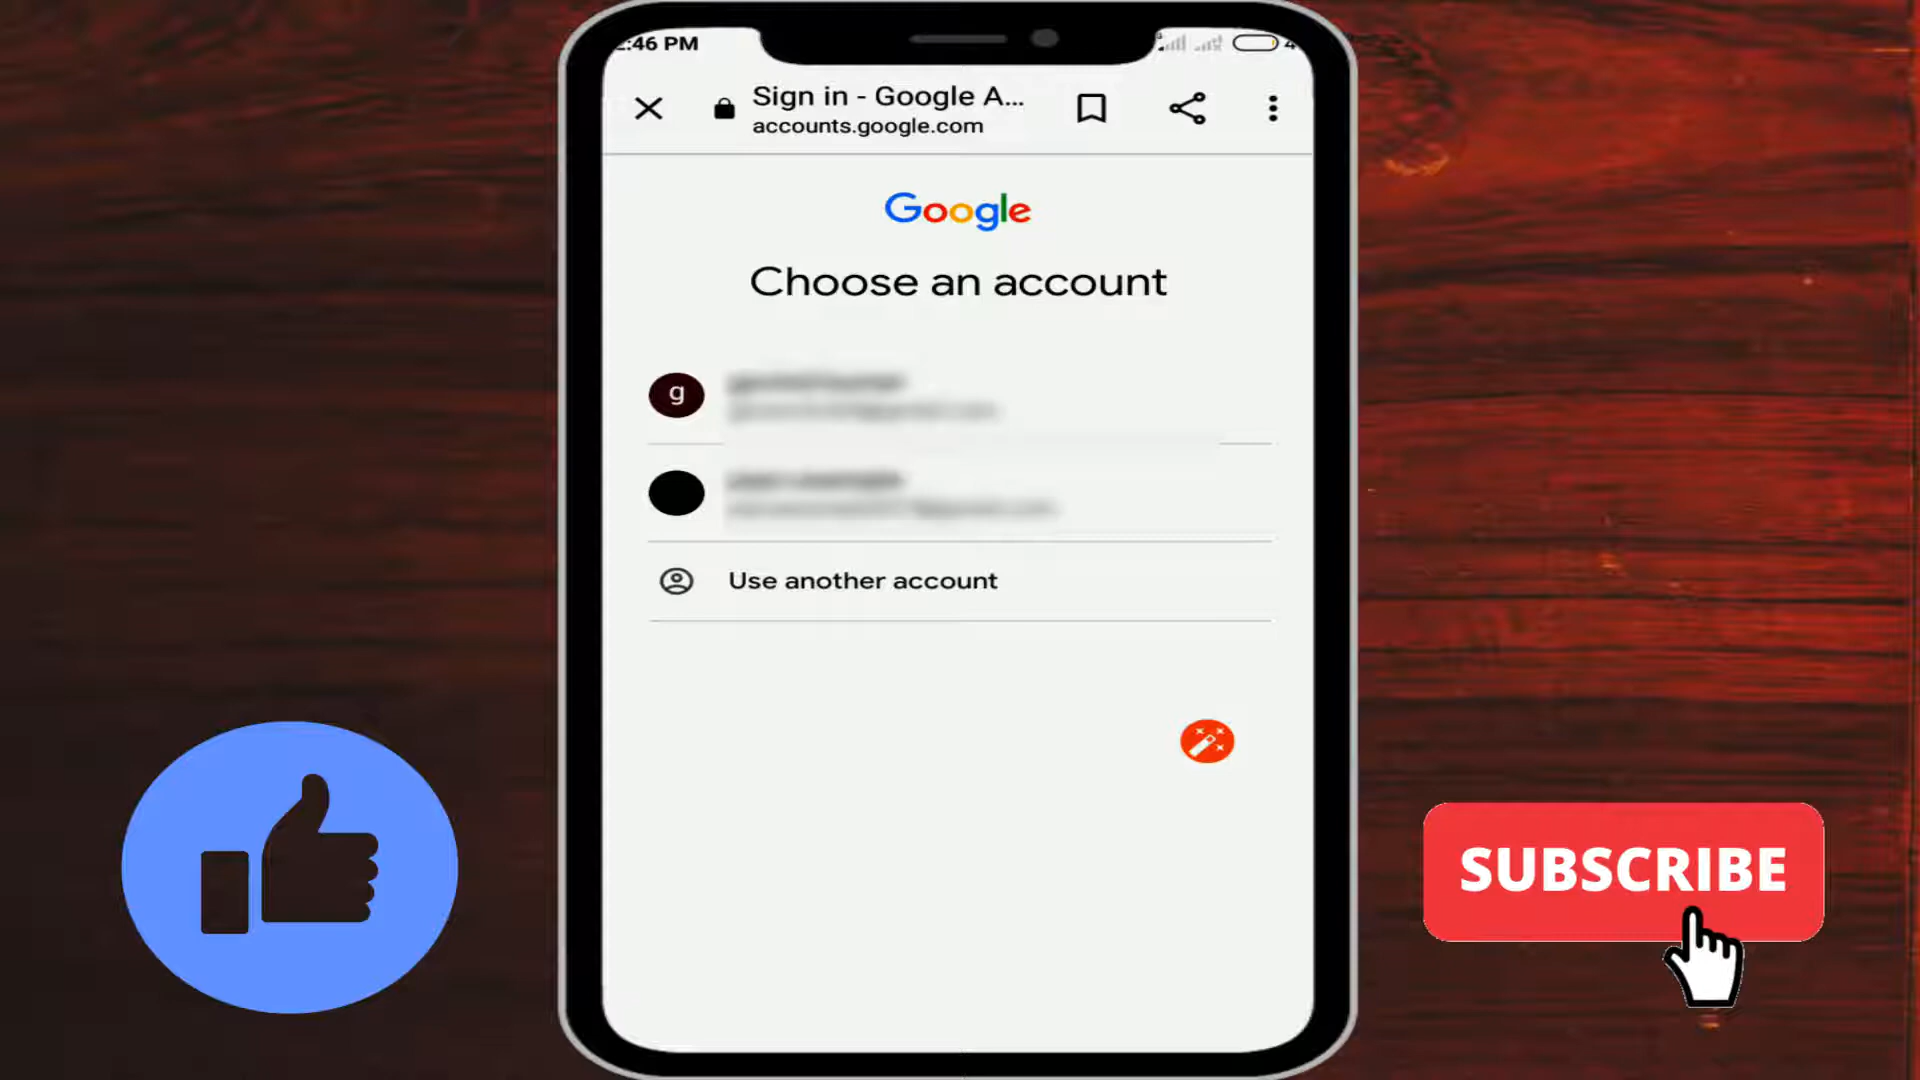 :46 PM
Sign in - Google A...
accounts.google.com
Google
Choose an account
g
Use another account
SUBSCRIBE